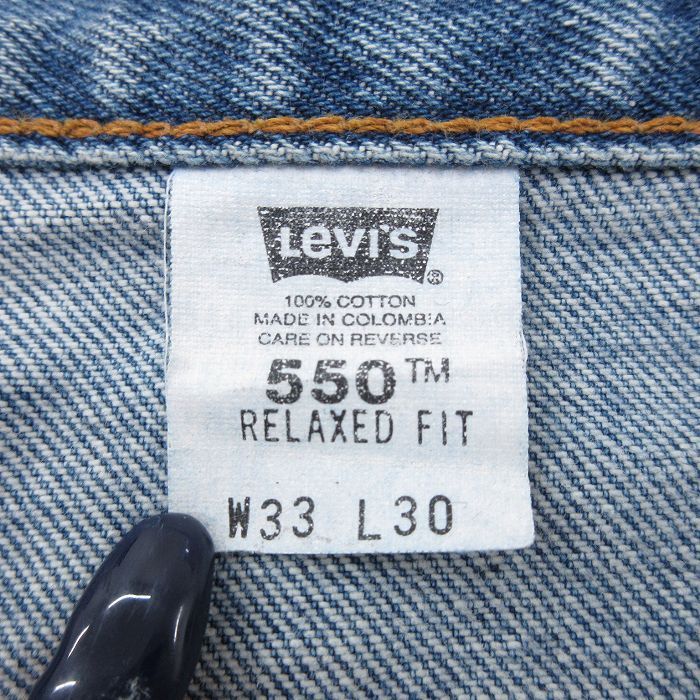 Levi's ®
100% COTTON
MADE IN COLOMBIA
CARE ON REVERSE
550™
RELAXED FIT
W33 L30